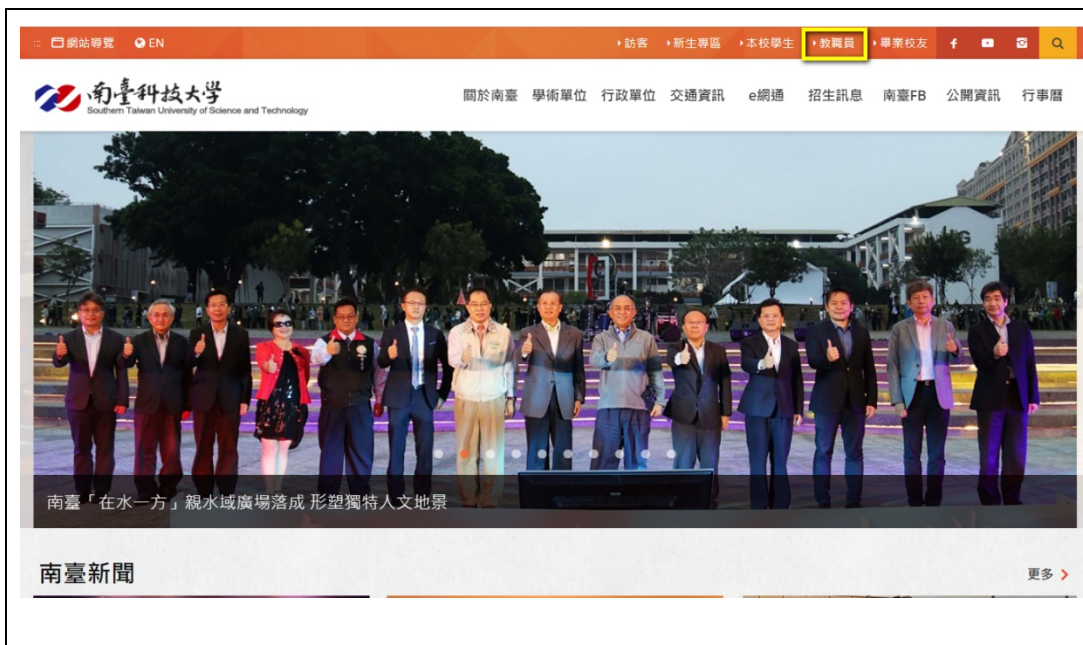 ::: 網站導覽 EN 訪客 新生專區 本校學生 教職員 畢業校友
南臺科技大學
Southern Taiwan University of Science and Technology
關於南臺 學術單位 行政單位 交通資訊 e網通 招生訊息 南臺FB 公開資訊 行事曆
南臺「在水一方」親水域廣場落成 形塑獨特人文地景
南臺新聞 更多